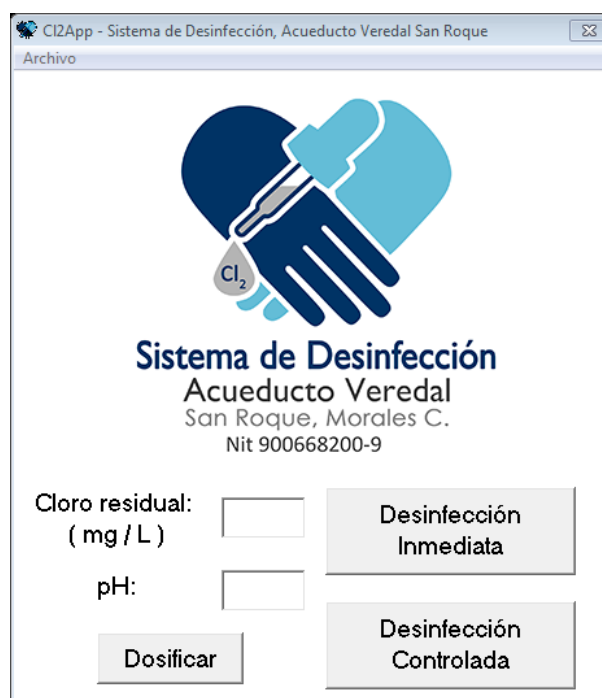 Cl2App - Sistema de Desinfección, Acueducto Veredal San Roque
Archivo
Cl2
Sistema de Desinfección
Acueducto Veredal
San Roque, Morales C.
Nit 900668200-9
Cloro residual:
( mg / L )
Desinfección
Inmediata
pH:
Dosificar
Desinfección
Controlada